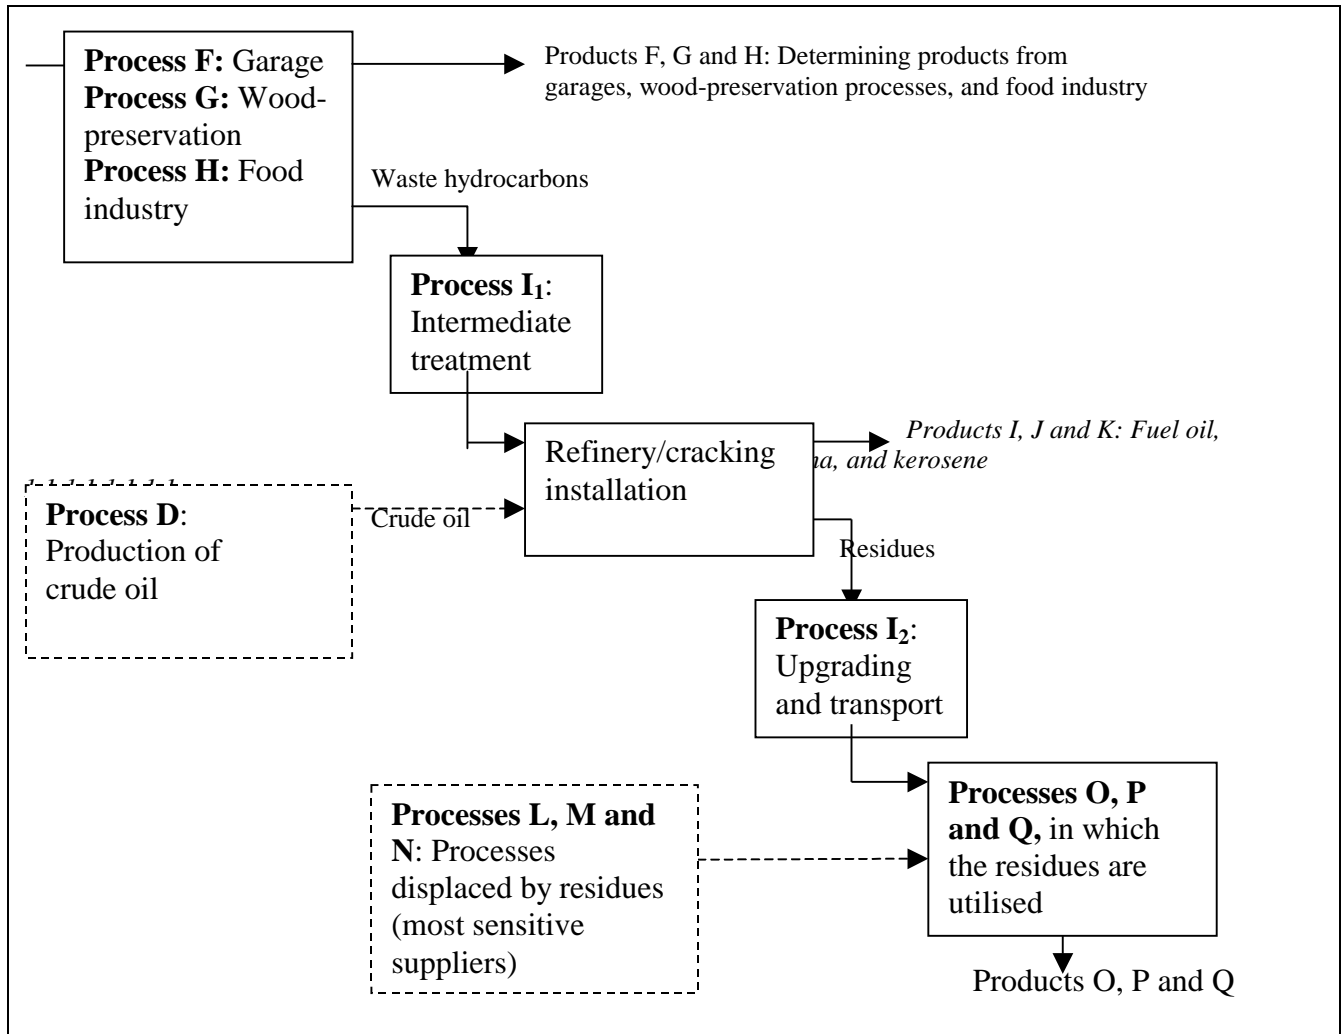 Process F: Garage
Process G: Wood-
preservation
Process H: Food
industry
Products F, G and H: Determining products from
garages, wood-preservation processes, and food industry
Waste hydrocarbons
Process I₁:
Intermediate
treatment
Refinery/cracking
installation
Products I, J and K: Fuel oil,
and kerosene
Process D:
Production of
crude oil
Crude oil
Residues
Process I₂:
Upgrading
and transport
Processes L, M and
N: Processes
displaced by residues
(most sensitive
suppliers)
Processes O, P
and Q, in which
the residues are
utilised
Products O, P and Q